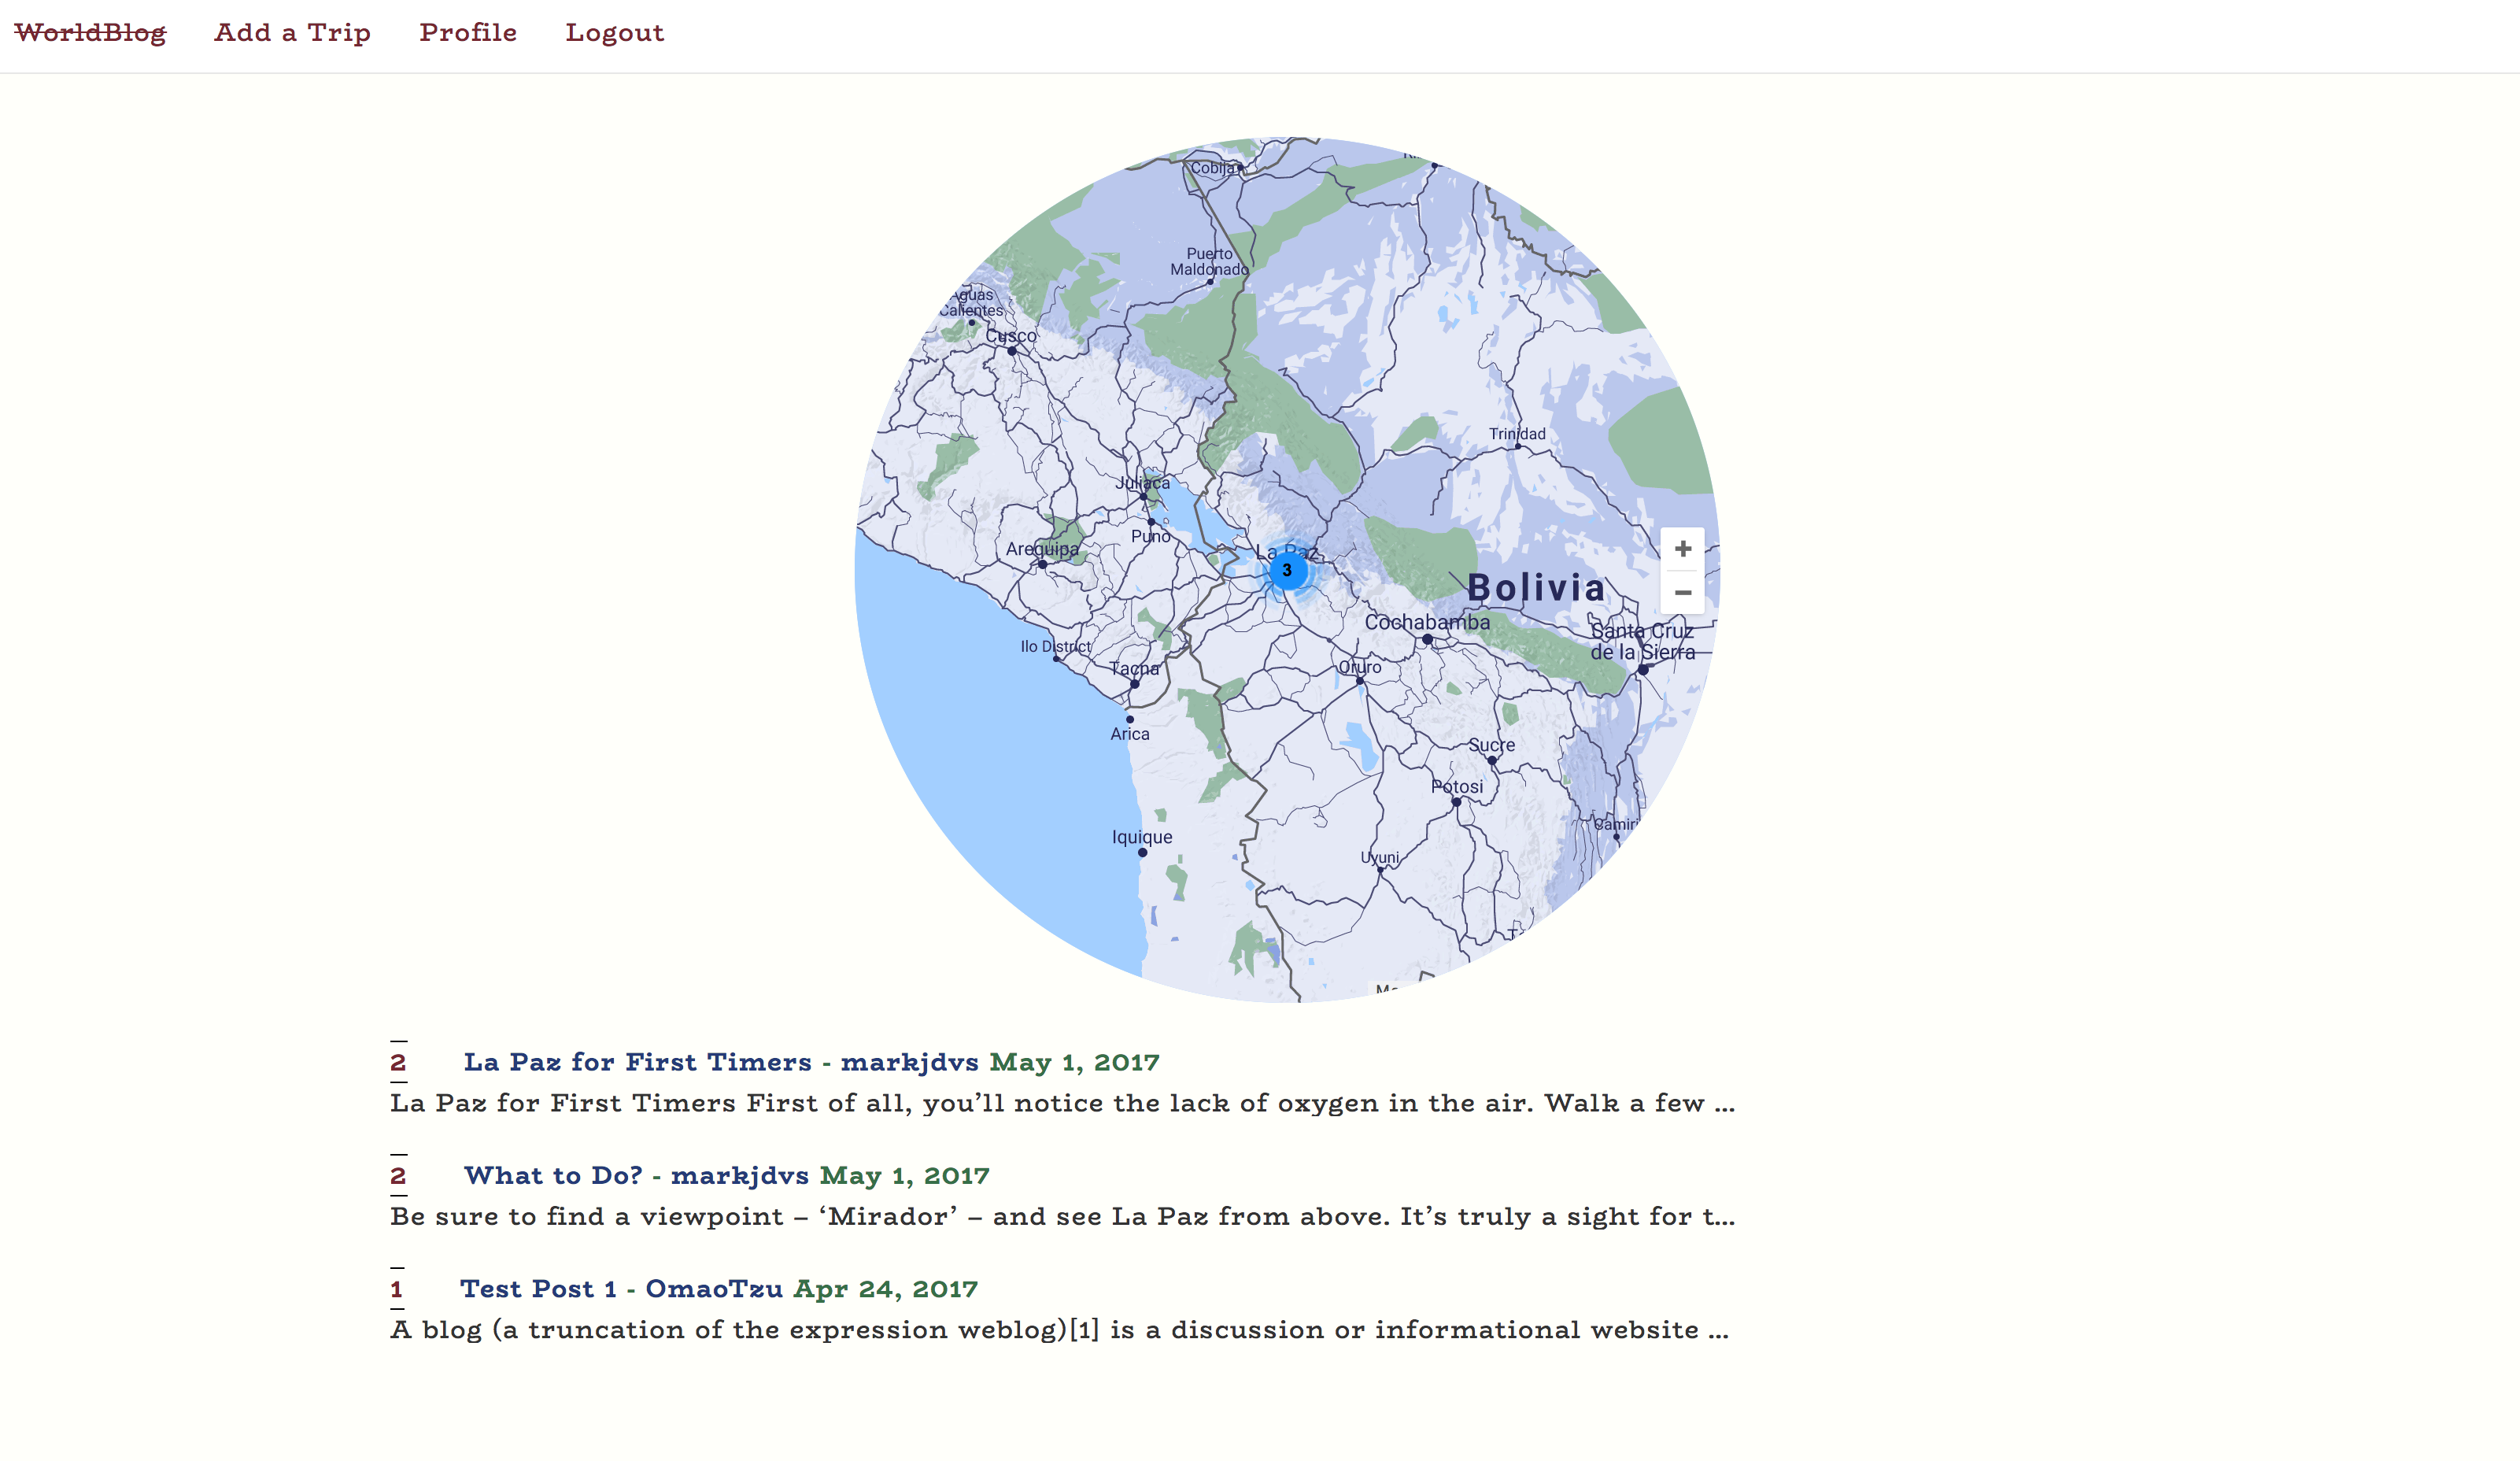 WorldBlog Add a Trip Profile Logout
Cobija
Puerto
Maldonado
Aguas
Calientes
Cusco
Trinidad
Juliaca
Puno
Arequipa
La Paz
3
+
Bolivia
−
Cochabamba
Santa Cruz
de la Sierra
Ilo District
Oruro
Tacna
Arica
Sucre
Potosi
Camiri
Iquique
Uyuni
2 La Paz for First Timers - markjdvs May 1, 2017
La Paz for First Timers First of all, you’ll notice the lack of oxygen in the air. Walk a few ...
2 What to Do? - markjdvs May 1, 2017
Be sure to find a viewpoint – ‘Mirador’ – and see La Paz from above. It’s truly a sight for t...
1 Test Post 1 - OmaoTzu Apr 24, 2017
A blog (a truncation of the expression weblog)[1] is a discussion or informational website ...